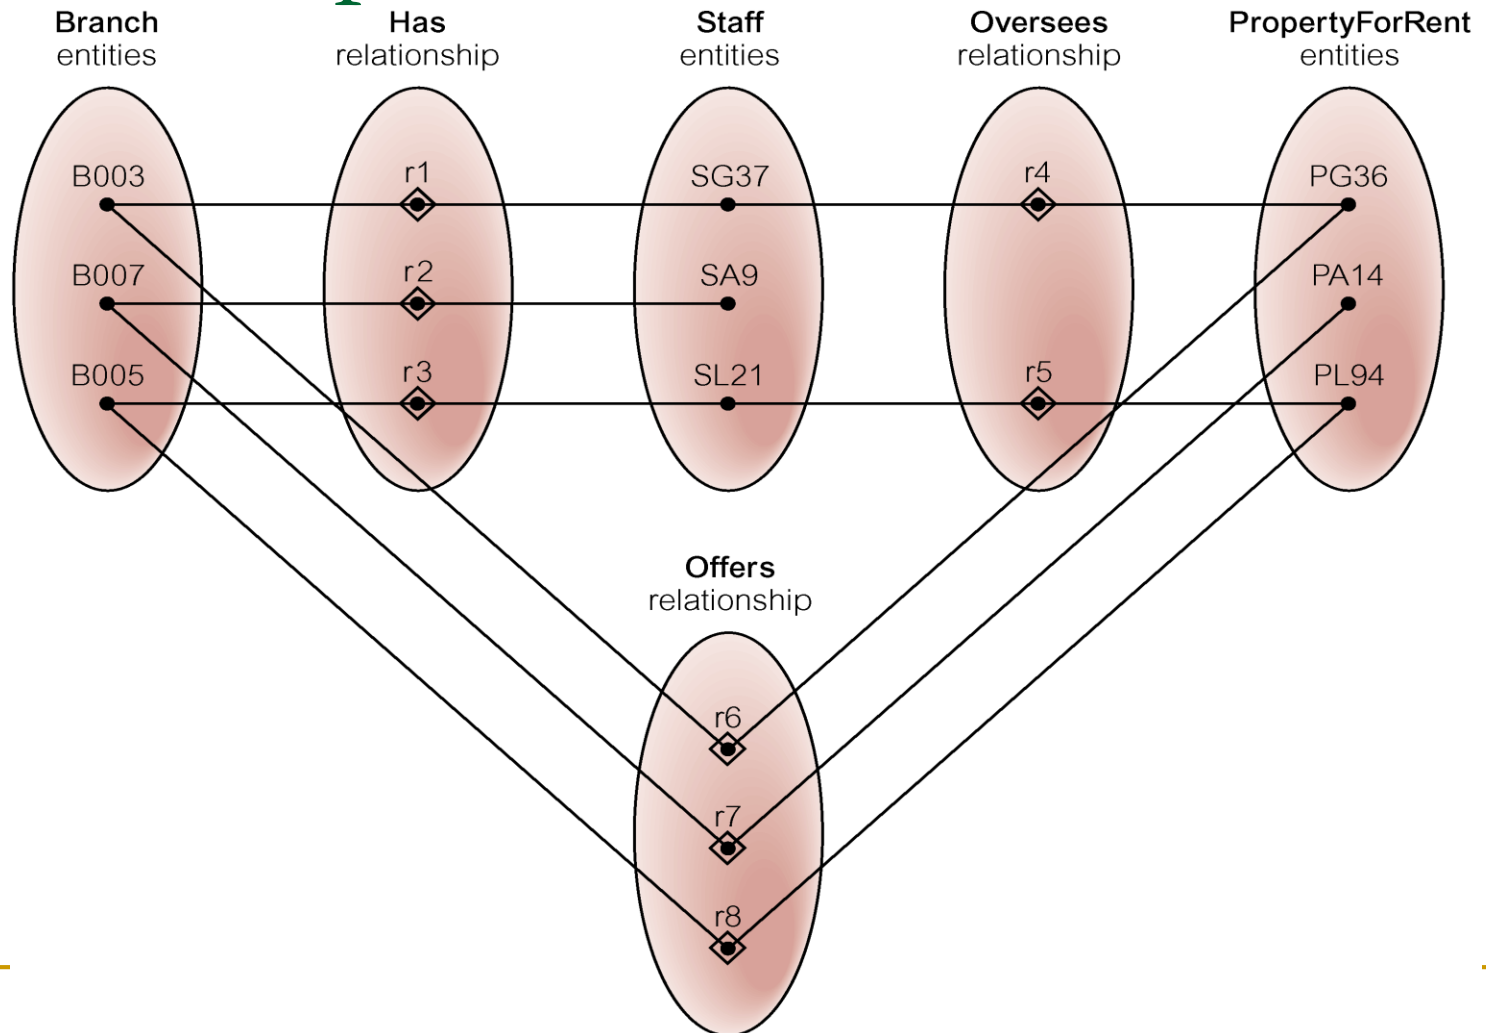 Branch
entities
Has
relationship
Staff
entities
Oversees
relationship
PropertyForRent
entities
B003
r1
SG37
r4
PG36
B007
r2
SA9
PA14
B005
r3
SL21
r5
PL94
Offers
relationship
r6
r7
r8